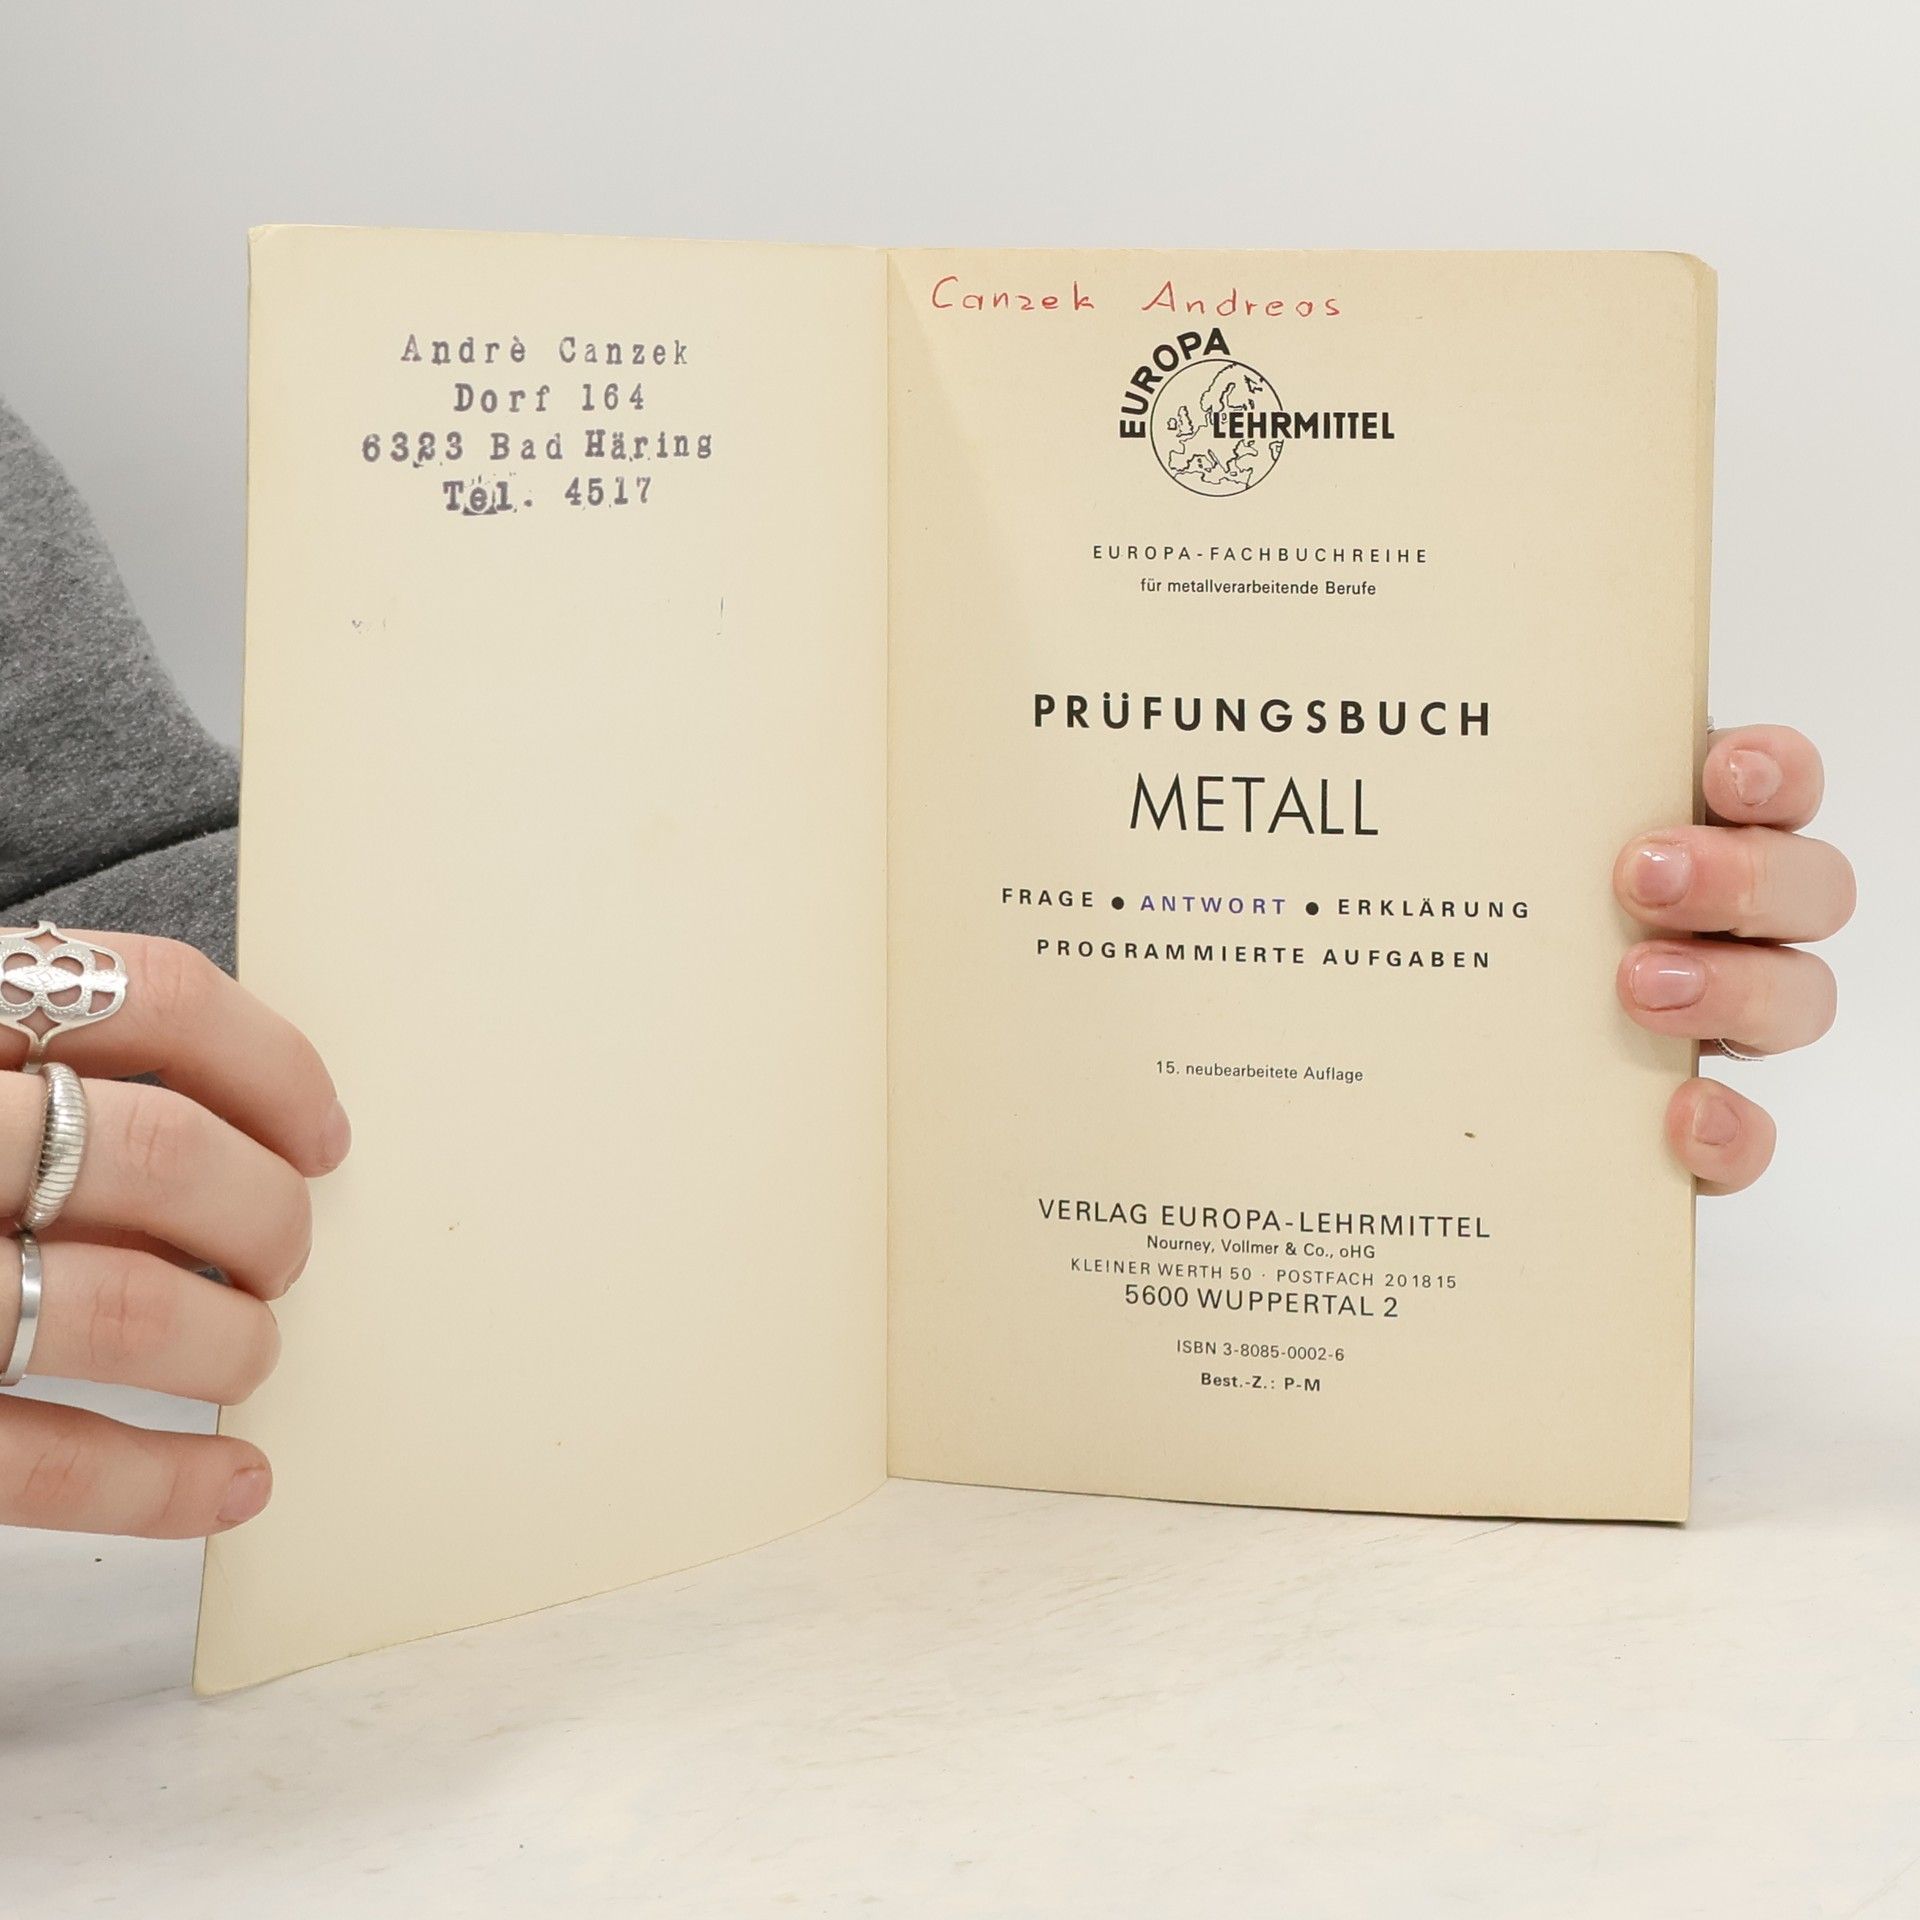 Andrè Canzek
Dorf 164
6323 Bad Häring
Tel. 4517
Canzek Andreas
EUROPA
LEHRMITTEL
EUROPA-FACHBUCHREIHE
für metallverarbeitende Berufe
PRÜFUNGSBUCH
METALL
FRAGE ● ANTWORT ● ERKLÄRUNG
PROGRAMMIERTE AUFGABEN
15. neubearbeitete Auflage
VERLAG EUROPA-LEHRMITTEL
Nourney, Vollmer & Co., oHG
KLEINER WERTH 50 · POSTFACH 201815
5600 WUPPERTAL 2
ISBN 3-8085-0002-6
Best.-Z.: P-M